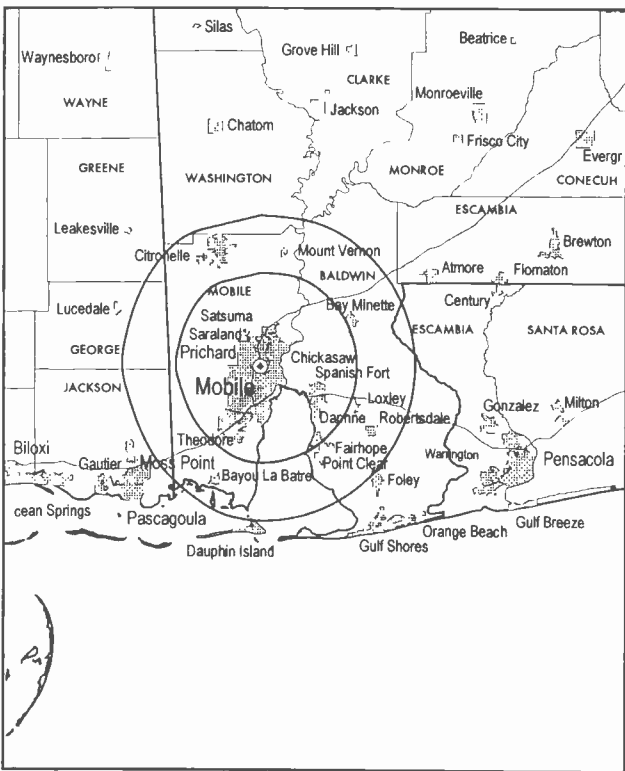 Silas
Waynesboro
Grove Hill
Beatrice
CLARKE
WAYNE
Jackson
Monroeville
Chatom
Frisco City
Evergr
GREENE
WASHINGTON
MONROE
CONECUH
ESCAMBIA
Leakesville
Citronelle
Mount Vernon
Brewton
BALDWIN
Atmore
Flomaton
MOBILE
Lucedale
Satsuma
Bay Minette
Century
Saraland
ESCAMBIA
SANTA ROSA
GEORGE
Prichard
Chickasaw
Spanish Fort
JACKSON
Mobile
Loxley
Gonzalez
Milton
Daphne
Robertsdale
Theodore
Biloxi
Fairhope
Warrington
Gautier
Moss Point
Point Clear
Pensacola
Bayou La Batre
Foley
cean Springs
Pascagoula
Orange Beach
Gulf Breeze
Dauphin Island
Gulf Shores